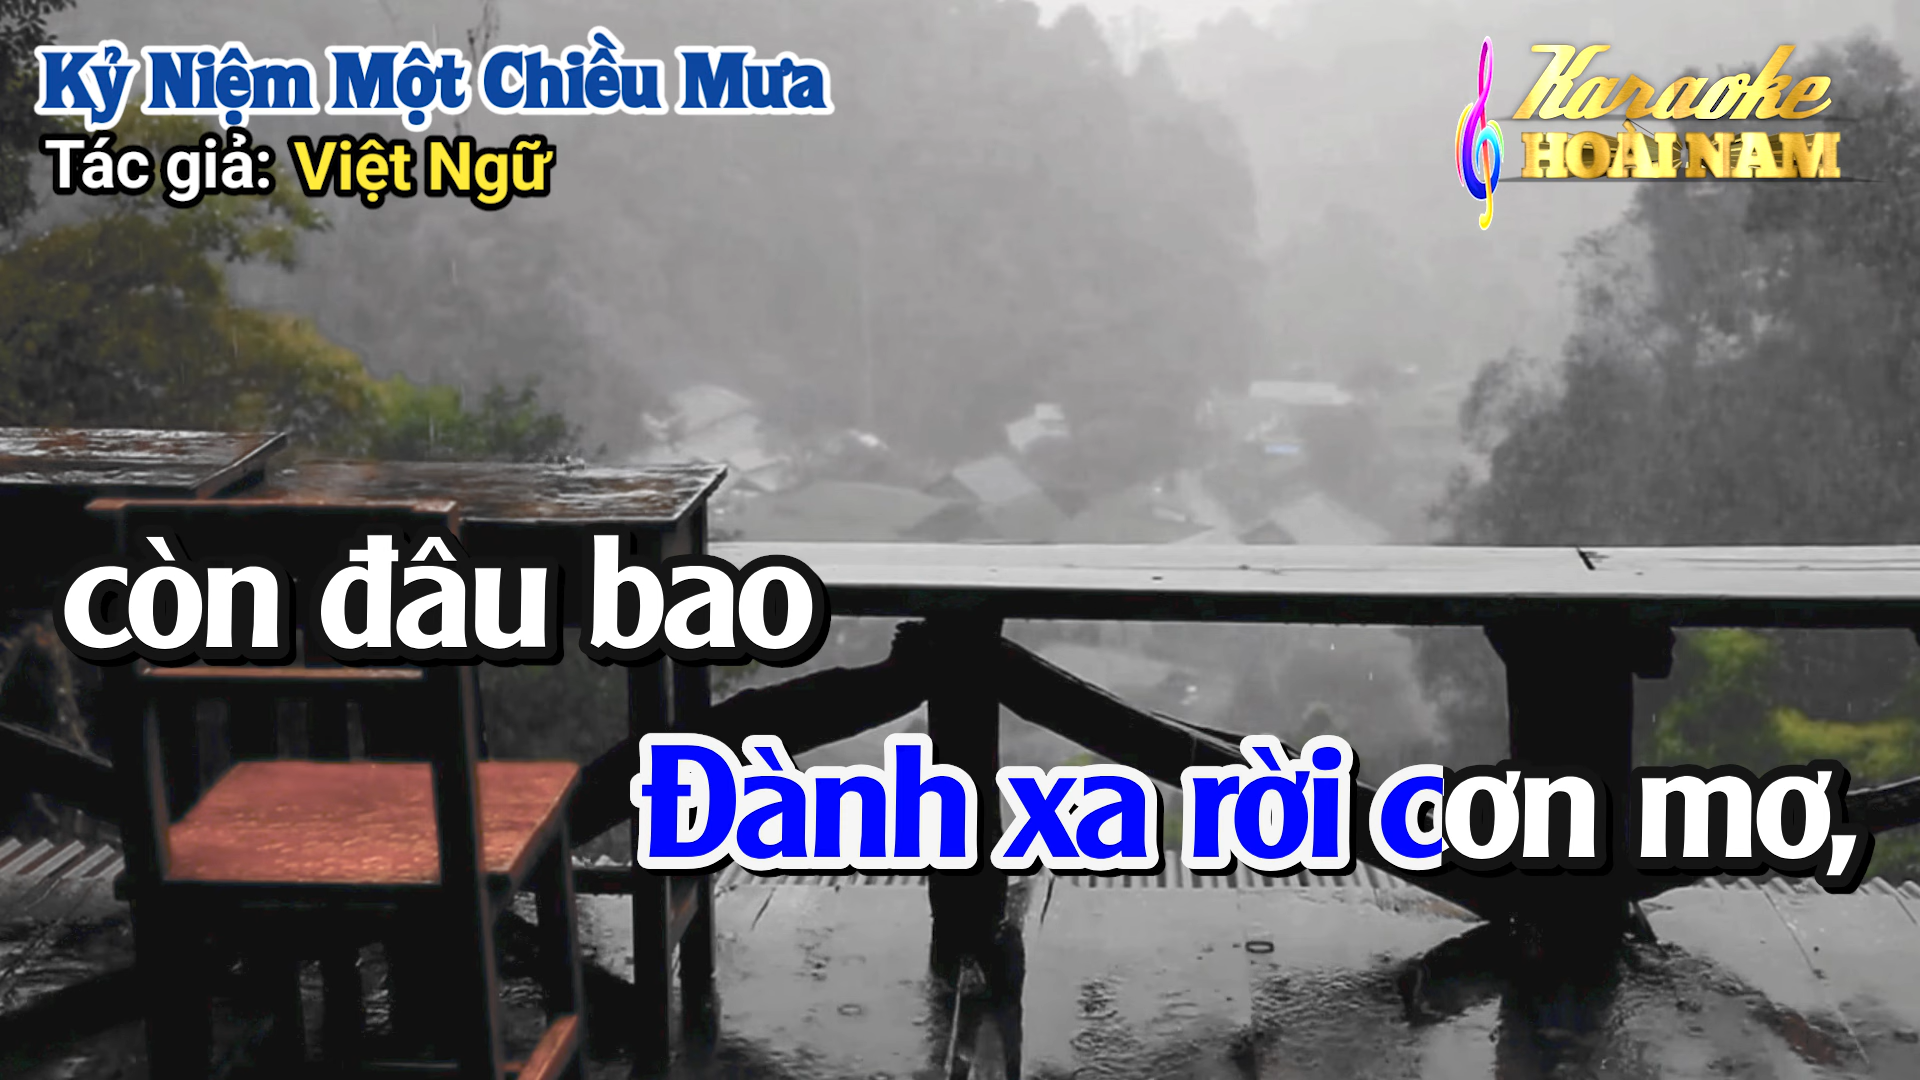 Kỷ Niệm Một Chiều Mưa
Tác giả: Việt Ngữ
Karaoke
HOÀI NAM
còn đâu bao
Đành xa rời cơn mơ,